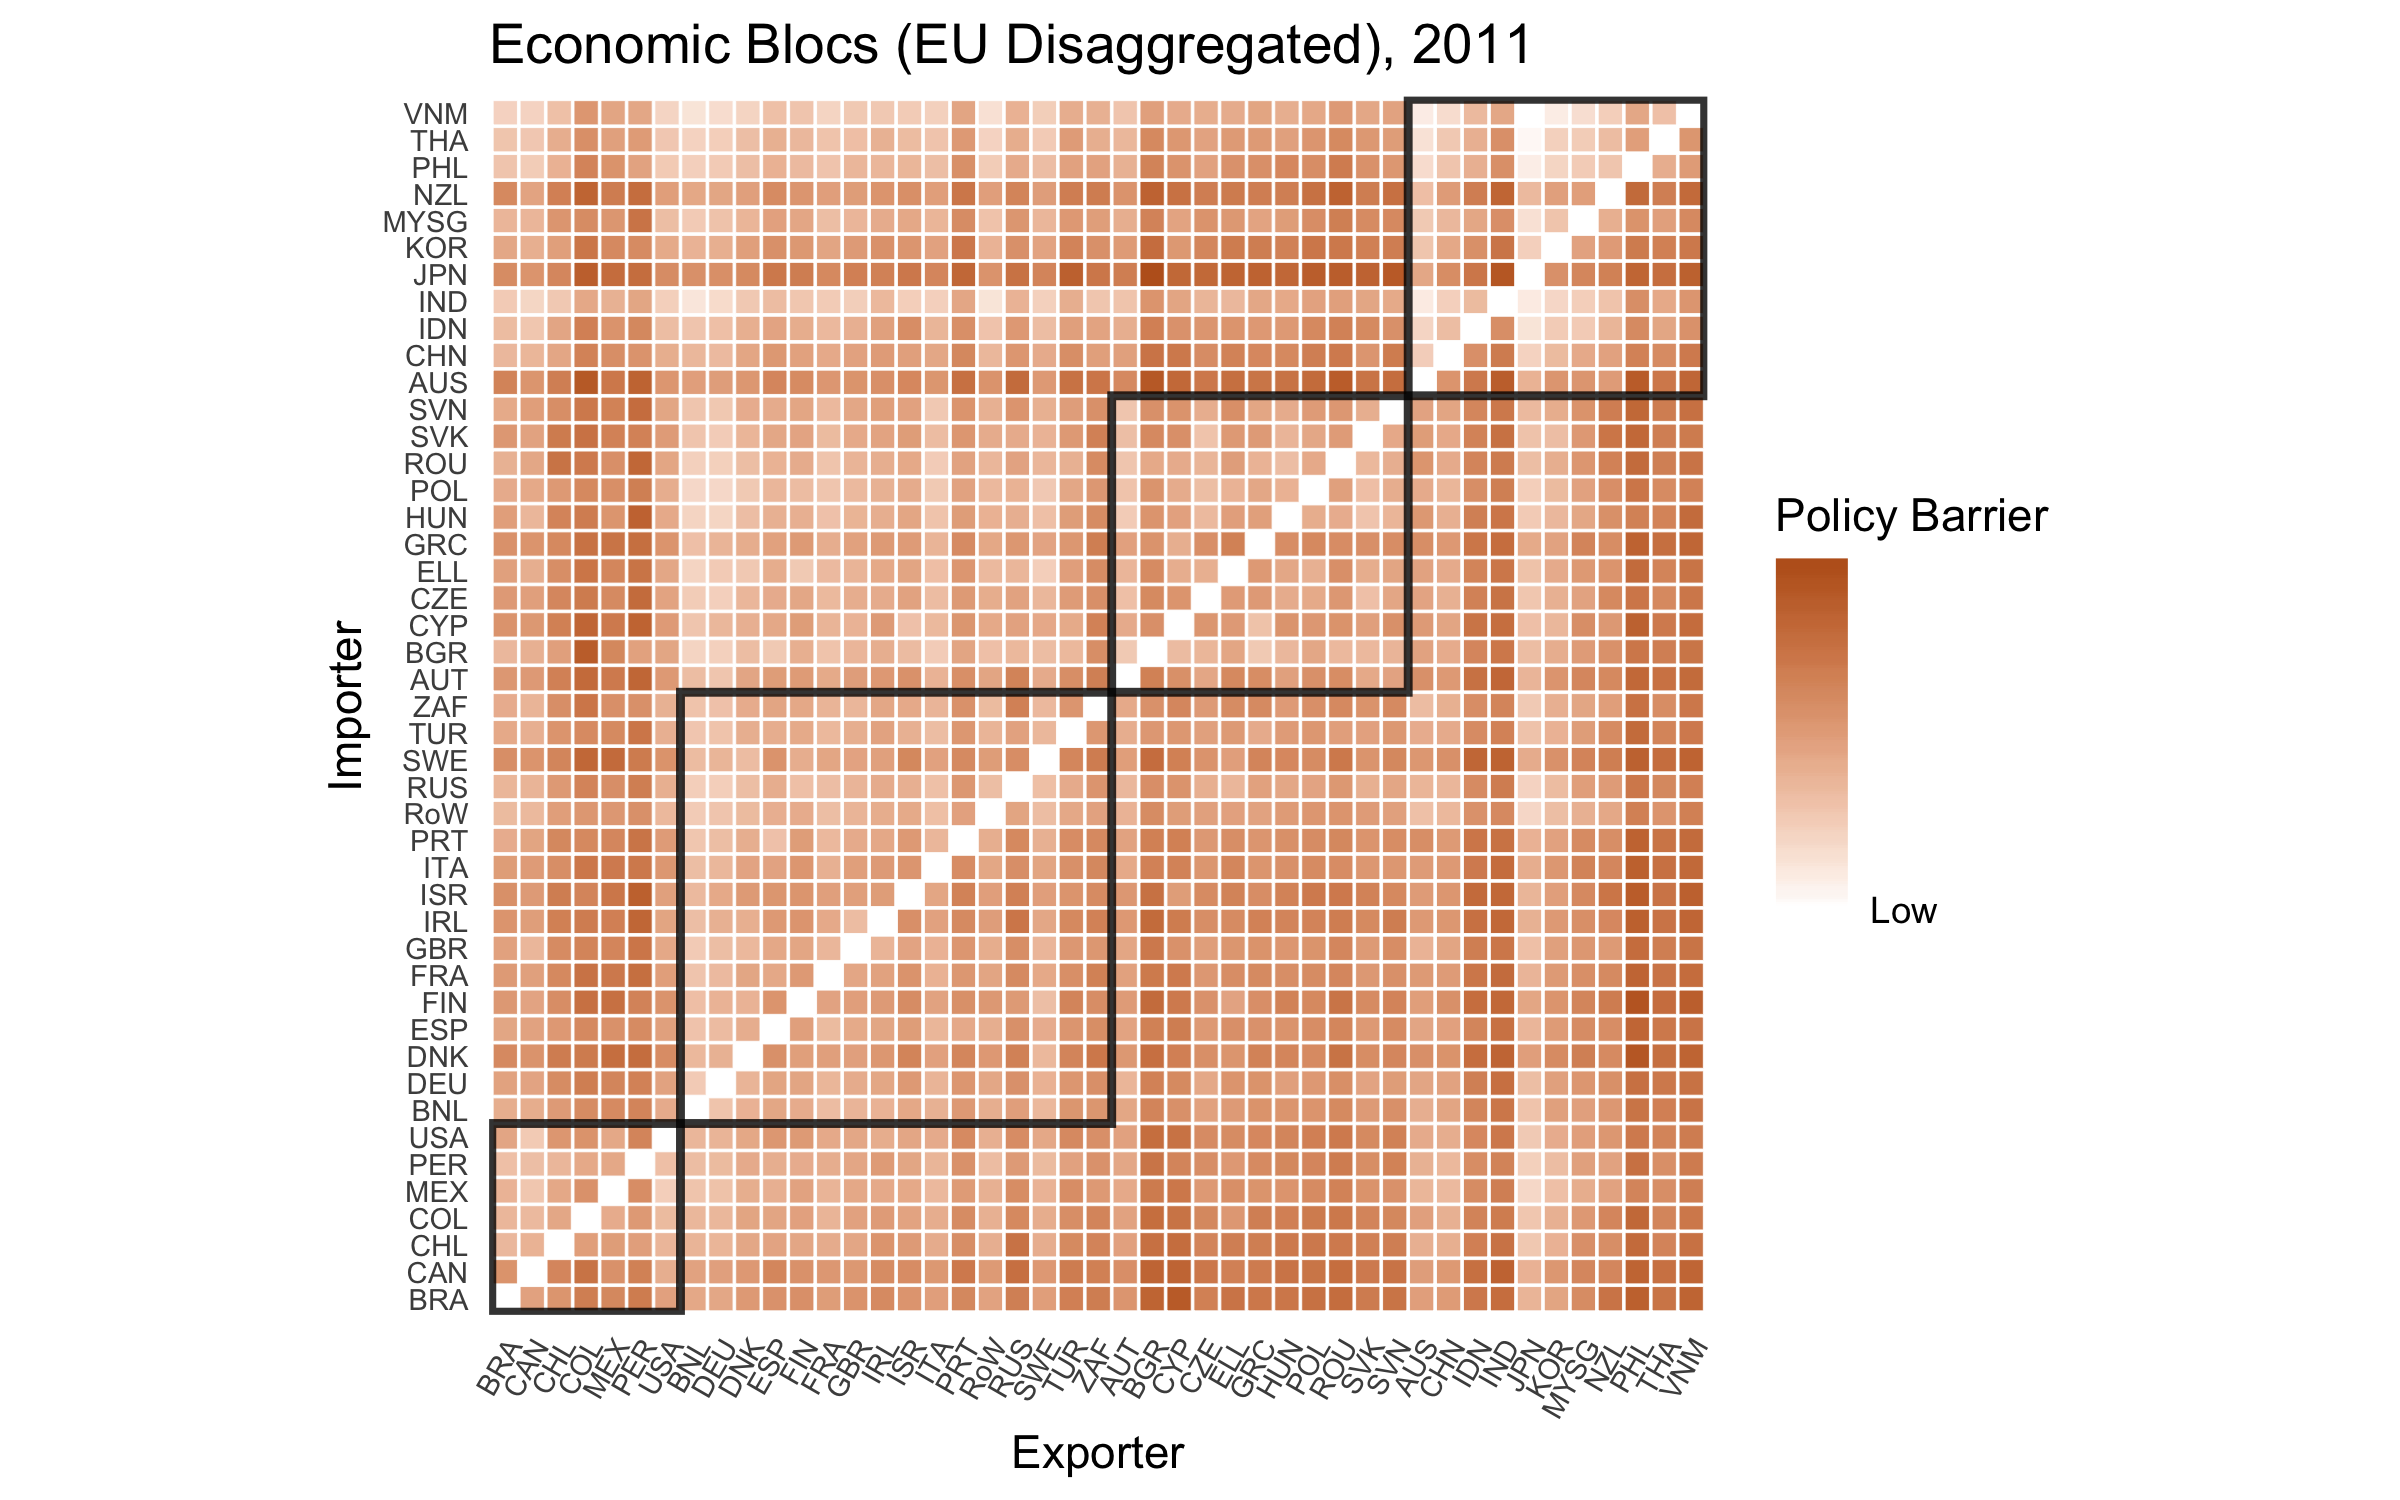 Economic Blocs (EU Disaggregated), 2011
VNM
THA
PHL
NZL
MYSG
KOR
JPN
IND
IDN
CHN
AUS
SVN
SVK
ROU
POL
HUN
GRC
ELL
CZE
CYP
BGR
AUT
ZAF
TUR
SWE
RUS
RoW
PRT
ITA
ISR
IRL
GBR
FRA
FIN
ESP
DNK
DEU
BNL
USA
PER
MEX
COL
CHL
CAN
BRA
Importer
BRA
CAN
CHL
COL
MEX
PER
USA
BNL
DEU
DNK
ESP
FIN
FRA
GBR
IRL
ISR
ITA
PRT
RoW
RUS
SWE
TUR
ZAF
AUT
BGR
CYP
CZE
ELL
GRC
HUN
POL
ROU
SVK
SVN
AUS
CHN
IDN
IND
JPN
KOR
MYSG
NZL
PHL
THA
VNM
Exporter
Policy Barrier
Low